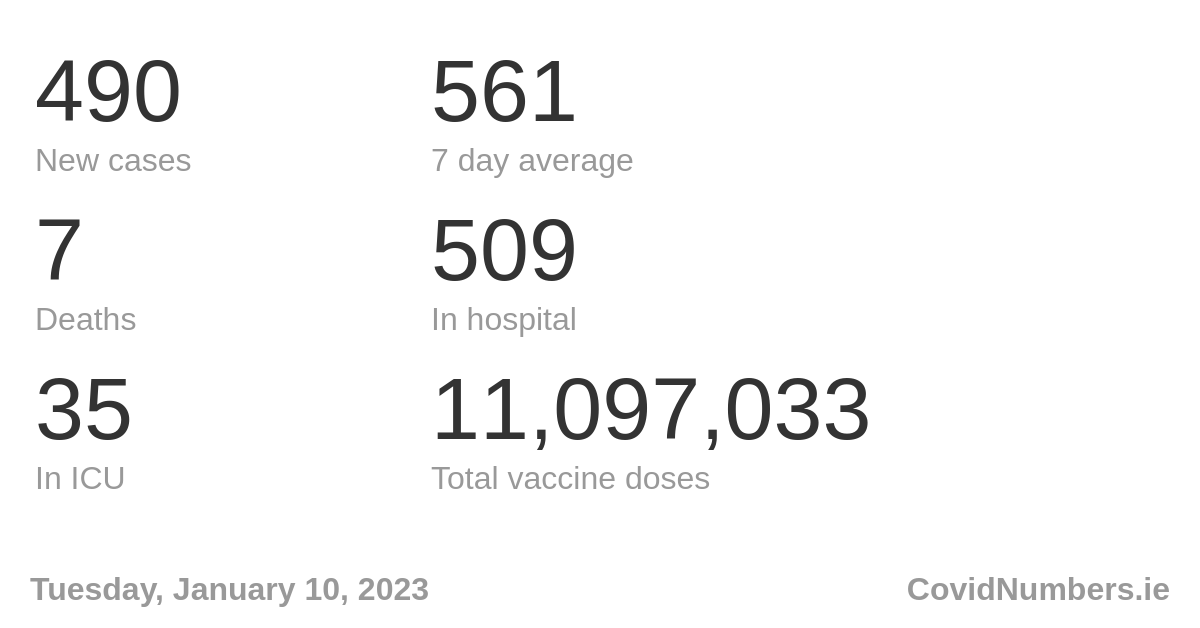 490
New cases
561
7 day average
7
Deaths
509
In hospital
35
In ICU
11,097,033
Total vaccine doses
Tuesday, January 10, 2023
CovidNumbers.ie